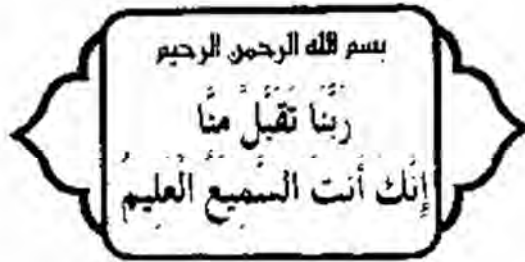 بسم الله الرحمن الرحيم
رَبَّنَا تَقَبَّلْ مِنَّا
إِنَّكَ أَنتَ السَّمِيعُ الْعَلِيمُ